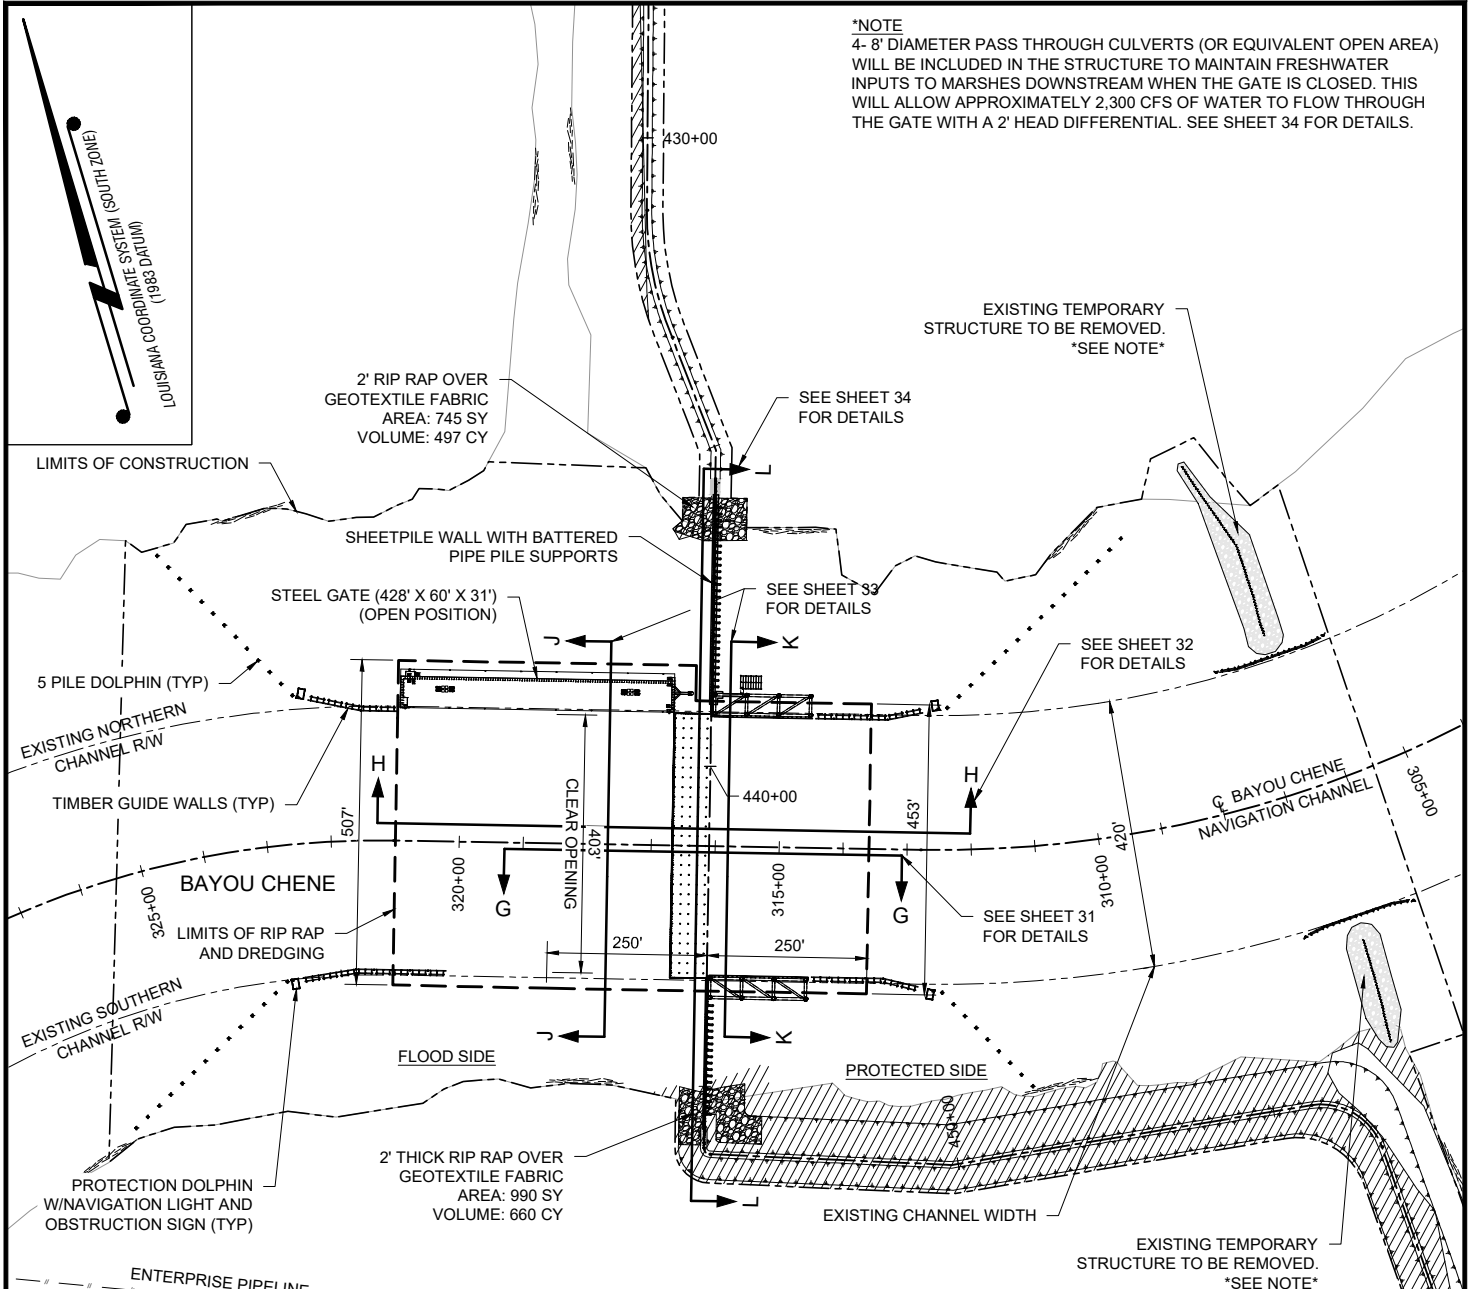 *NOTE
4- 8' DIAMETER PASS THROUGH CULVERTS (OR EQUIVALENT OPEN AREA)
WILL BE INCLUDED IN THE STRUCTURE TO MAINTAIN FRESHWATER
INPUTS TO MARSHES DOWNSTREAM WHEN THE GATE IS CLOSED. THIS
WILL ALLOW APPROXIMATELY 2,300 CFS OF WATER TO FLOW THROUGH
THE GATE WITH A 2' HEAD DIFFERENTIAL. SEE SHEET 34 FOR DETAILS.
LOUISIANA COORDINATE SYSTEM (SOUTH ZONE)
(1983 DATUM)
430+00
EXISTING TEMPORARY
STRUCTURE TO BE REMOVED.
*SEE NOTE*
2' RIP RAP OVER
GEOTEXTILE FABRIC
AREA: 745 SY
VOLUME: 497 CY
SEE SHEET 34
FOR DETAILS
LIMITS OF CONSTRUCTION
L
SHEETPILE WALL WITH BATTERED
PIPE PILE SUPPORTS
STEEL GATE (428' X 60' X 31')
(OPEN POSITION)
SEE SHEET 33
FOR DETAILS
J
K
SEE SHEET 32
FOR DETAILS
5 PILE DOLPHIN (TYP)
EXISTING NORTHERN
CHANNEL R/W
H
H
TIMBER GUIDE WALLS (TYP)
507'
CLEAR OPENING
403'
440+00
453'
420'
℄ BAYOU CHENE
NAVIGATION CHANNEL
305+00
BAYOU CHENE
325+00
320+00
315+00
310+00
G
G
LIMITS OF RIP RAP
AND DREDGING
250'
250'
SEE SHEET 31
FOR DETAILS
EXISTING SOUTHERN
CHANNEL R/W
J
K
FLOOD SIDE
PROTECTED SIDE
450+00
2' THICK RIP RAP OVER
GEOTEXTILE FABRIC
AREA: 990 SY
VOLUME: 660 CY
L
PROTECTION DOLPHIN
W/NAVIGATION LIGHT AND
OBSTRUCTION SIGN (TYP)
EXISTING CHANNEL WIDTH
EXISTING TEMPORARY
STRUCTURE TO BE REMOVED.
*SEE NOTE*
ENTERPRISE PIPELINE